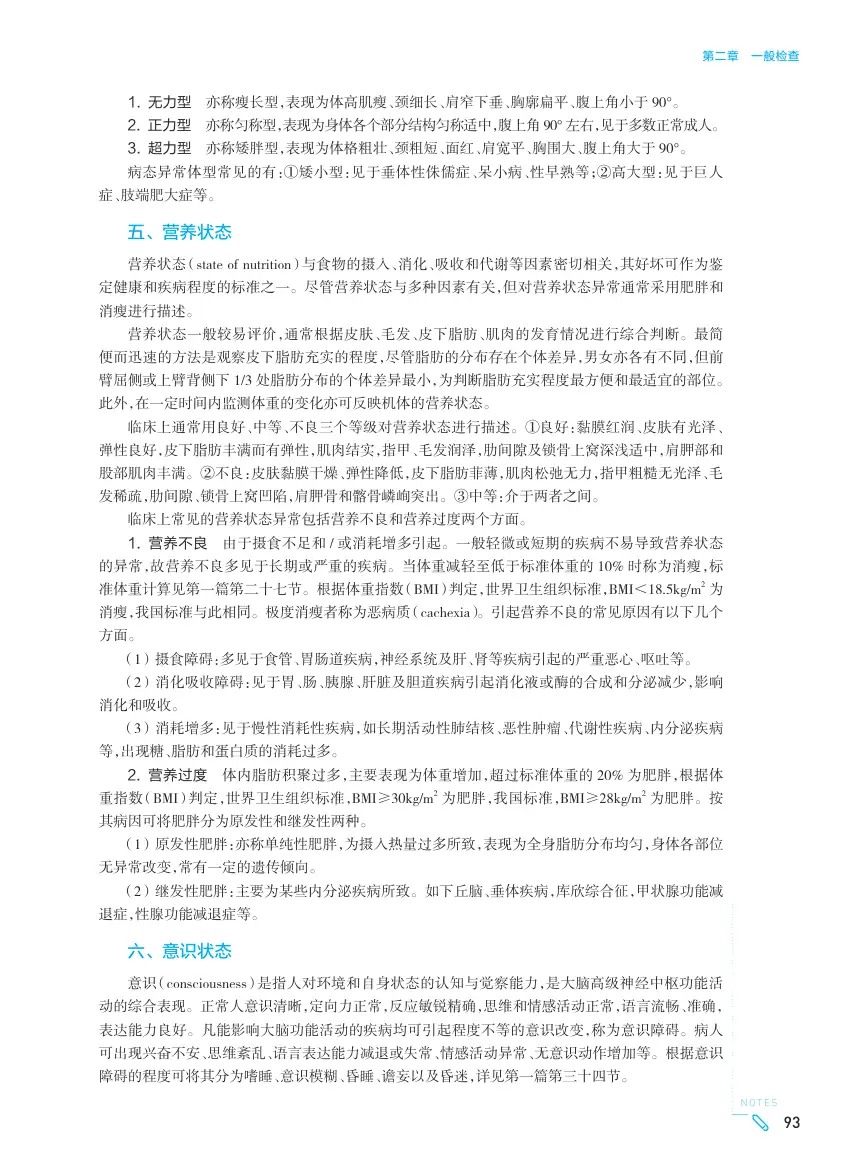 第二章　一般检查
1. 无力型　亦称瘦长型,表现为体高肌瘦、颈细长、肩窄下垂、胸廓扁平、腹上角小于 90°。
2. 正力型　亦称匀称型,表现为身体各个部分结构匀称适中,腹上角 90° 左右,见于多数正常成人。
3. 超力型　亦称矮胖型,表现为体格粗壮、颈粗短、面红、肩宽平、胸围大、腹上角大于 90°。
病态异常体型常见的有:①矮小型:见于垂体性侏儒症、呆小病、性早熟等;②高大型:见于巨人
症、肢端肥大症等。
五、营养状态
营养状态(state of nutrition)与食物的摄入、消化、吸收和代谢等因素密切相关,其好坏可作为鉴
定健康和疾病程度的标准之一。尽管营养状态与多种因素有关,但对营养状态异常通常采用肥胖和
消瘦进行描述。
营养状态一般较易评价,通常根据皮肤、毛发、皮下脂肪、肌肉的发育情况进行综合判断。最简
便而迅速的方法是观察皮下脂肪充实的程度,尽管脂肪的分布存在个体差异,男女亦各有不同,但前
臂屈侧或上臂背侧下 1/3 处脂肪分布的个体差异最小,为判断脂肪充实程度最方便和最适宜的部位。
此外,在一定时间内监测体重的变化亦可反映机体的营养状态。
临床上通常用良好、中等、不良三个等级对营养状态进行描述。①良好:黏膜红润、皮肤有光泽、
弹性良好,皮下脂肪丰满而有弹性,肌肉结实,指甲、毛发润泽,肋间隙及锁骨上窝深浅适中,肩胛部和
股部肌肉丰满。②不良:皮肤黏膜干燥、弹性降低,皮下脂肪菲薄,肌肉松弛无力,指甲粗糙无光泽、毛
发稀疏,肋间隙、锁骨上窝凹陷,肩胛骨和髂骨嶙峋突出。③中等:介于两者之间。
临床上常见的营养状态异常包括营养不良和营养过度两个方面。
1. 营养不良　由于摄食不足和 / 或消耗增多引起。一般轻微或短期的疾病不易导致营养状态
的异常,故营养不良多见于长期或严重的疾病。当体重减轻至低于标准体重的 10% 时称为消瘦,标
准体重计算见第一篇第二十七节。根据体重指数(BMI)判定,世界卫生组织标准,BMI<18.5kg/m² 为
消瘦,我国标准与此相同。极度消瘦者称为恶病质(cachexia)。引起营养不良的常见原因有以下几个
方面。
(1)摄食障碍:多见于食管、胃肠道疾病,神经系统及肝、肾等疾病引起的严重恶心、呕吐等。
(2)消化吸收障碍:见于胃、肠、胰腺、肝脏及胆道疾病引起消化液或酶的合成和分泌减少,影响
消化和吸收。
(3)消耗增多:见于慢性消耗性疾病,如长期活动性肺结核、恶性肿瘤、代谢性疾病、内分泌疾病
等,出现糖、脂肪和蛋白质的消耗过多。
2. 营养过度　体内脂肪积聚过多,主要表现为体重增加,超过标准体重的 20% 为肥胖,根据体
重指数(BMI)判定,世界卫生组织标准,BMI≥30kg/m² 为肥胖,我国标准,BMI≥28kg/m² 为肥胖。按
其病因可将肥胖分为原发性和继发性两种。
(1)原发性肥胖:亦称单纯性肥胖,为摄入热量过多所致,表现为全身脂肪分布均匀,身体各部位
无异常改变,常有一定的遗传倾向。
(2)继发性肥胖:主要为某些内分泌疾病所致。如下丘脑、垂体疾病,库欣综合征,甲状腺功能减
退症,性腺功能减退症等。
六、意识状态
意识(consciousness)是指人对环境和自身状态的认知与觉察能力,是大脑高级神经中枢功能活
动的综合表现。正常人意识清晰,定向力正常,反应敏锐精确,思维和情感活动正常,语言流畅、准确,
表达能力良好。凡能影响大脑功能活动的疾病均可引起程度不等的意识改变,称为意识障碍。病人
可出现兴奋不安、思维紊乱、语言表达能力减退或失常、情感活动异常、无意识动作增加等。根据意识
障碍的程度可将其分为嗜睡、意识模糊、昏睡、谵妄以及昏迷,详见第一篇第三十四节。
NOTES
93